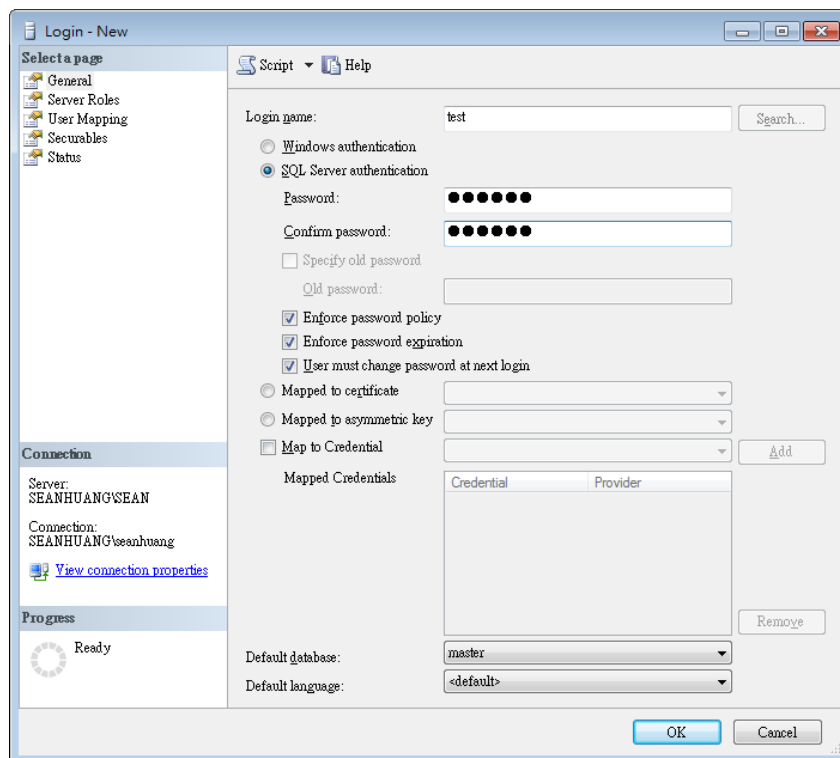 Login - New
Select a page
General
Server Roles
User Mapping
Securables
Status
Connection
Server:
SEANHUANG\SEAN
Connection:
SEANHUANG\seanhuang
View connection properties
Progress
Ready
Script Help
Login name: test Search...
Windows authentication
SQL Server authentication
Password: ●●●●●●
Confirm password: ●●●●●●
Specify old password
Old password:
Enforce password policy
Enforce password expiration
User must change password at next login
Mapped to certificate
Mapped to asymmetric key
Map to Credential Add
Mapped Credentials Credential Provider
Remove
Default database: master
Default language: <default>
OK Cancel